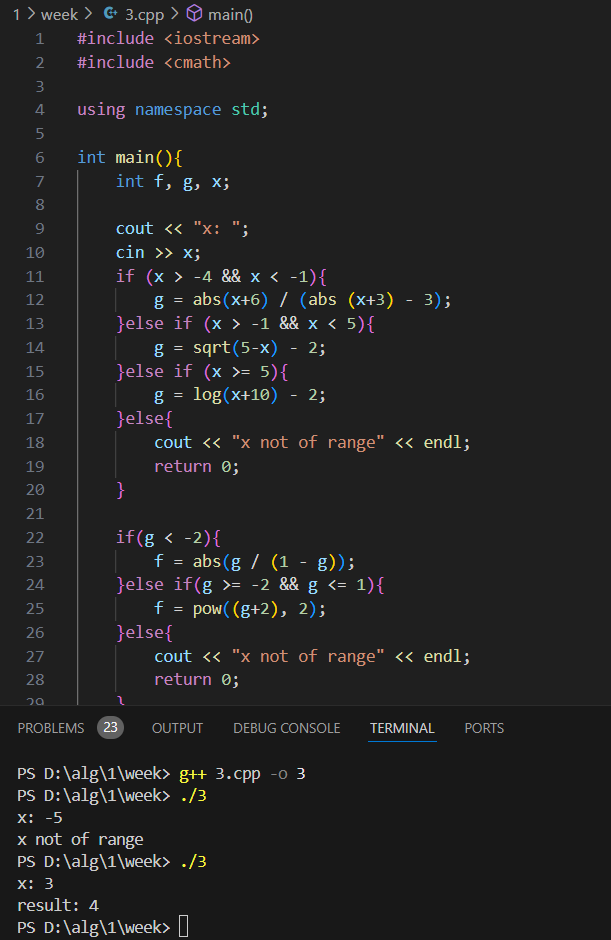 1 > week > 3.cpp > main()
1 #include <iostream>
2 #include <cmath>
3
4 using namespace std;
5
6 int main(){
7 int f, g, x;
8
9 cout << "x: ";
10 cin >> x;
11 if (x > -4 && x < -1){
12 g = abs(x+6) / (abs (x+3) - 3);
13 }else if (x > -1 && x < 5){
14 g = sqrt(5-x) - 2;
15 }else if (x >= 5){
16 g = log(x+10) - 2;
17 }else{
18 cout << "x not of range" << endl;
19 return 0;
20 }
21
22 if(g < -2){
23 f = abs(g / (1 - g));
24 }else if(g >= -2 && g <= 1){
25 f = pow((g+2), 2);
26 }else{
27 cout << "x not of range" << endl;
28 return 0;
29 }
PROBLEMS 23 OUTPUT DEBUG CONSOLE TERMINAL PORTS
PS D:\alg\1\week> g++ 3.cpp -o 3
PS D:\alg\1\week> ./3
x: -5
x not of range
PS D:\alg\1\week> ./3
x: 3
result: 4
PS D:\alg\1\week>